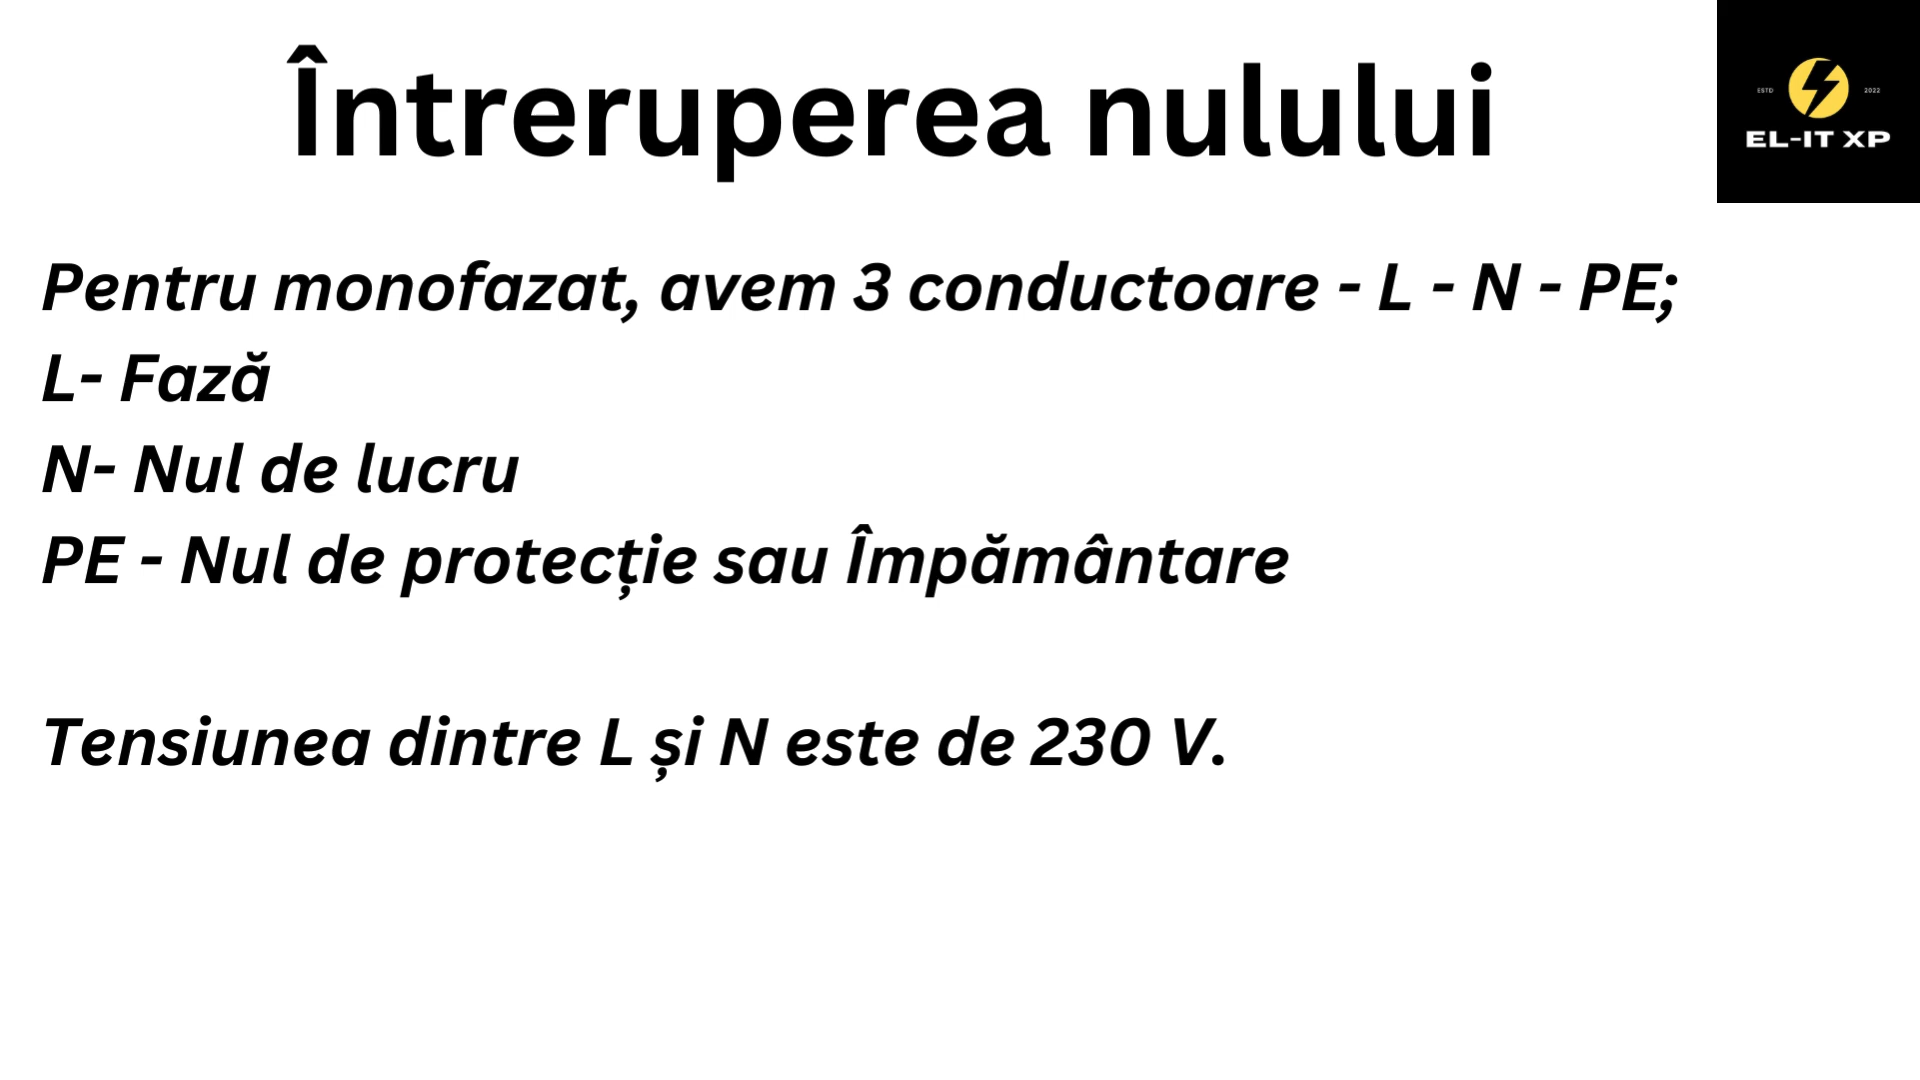 Întreruperea nulului
ESTD
2022
EL-IT XP
Pentru monofazat, avem 3 conductoare - L - N - PE;
L- Fază
N- Nul de lucru
PE - Nul de protecție sau Împământare
Tensiunea dintre L și N este de 230 V.